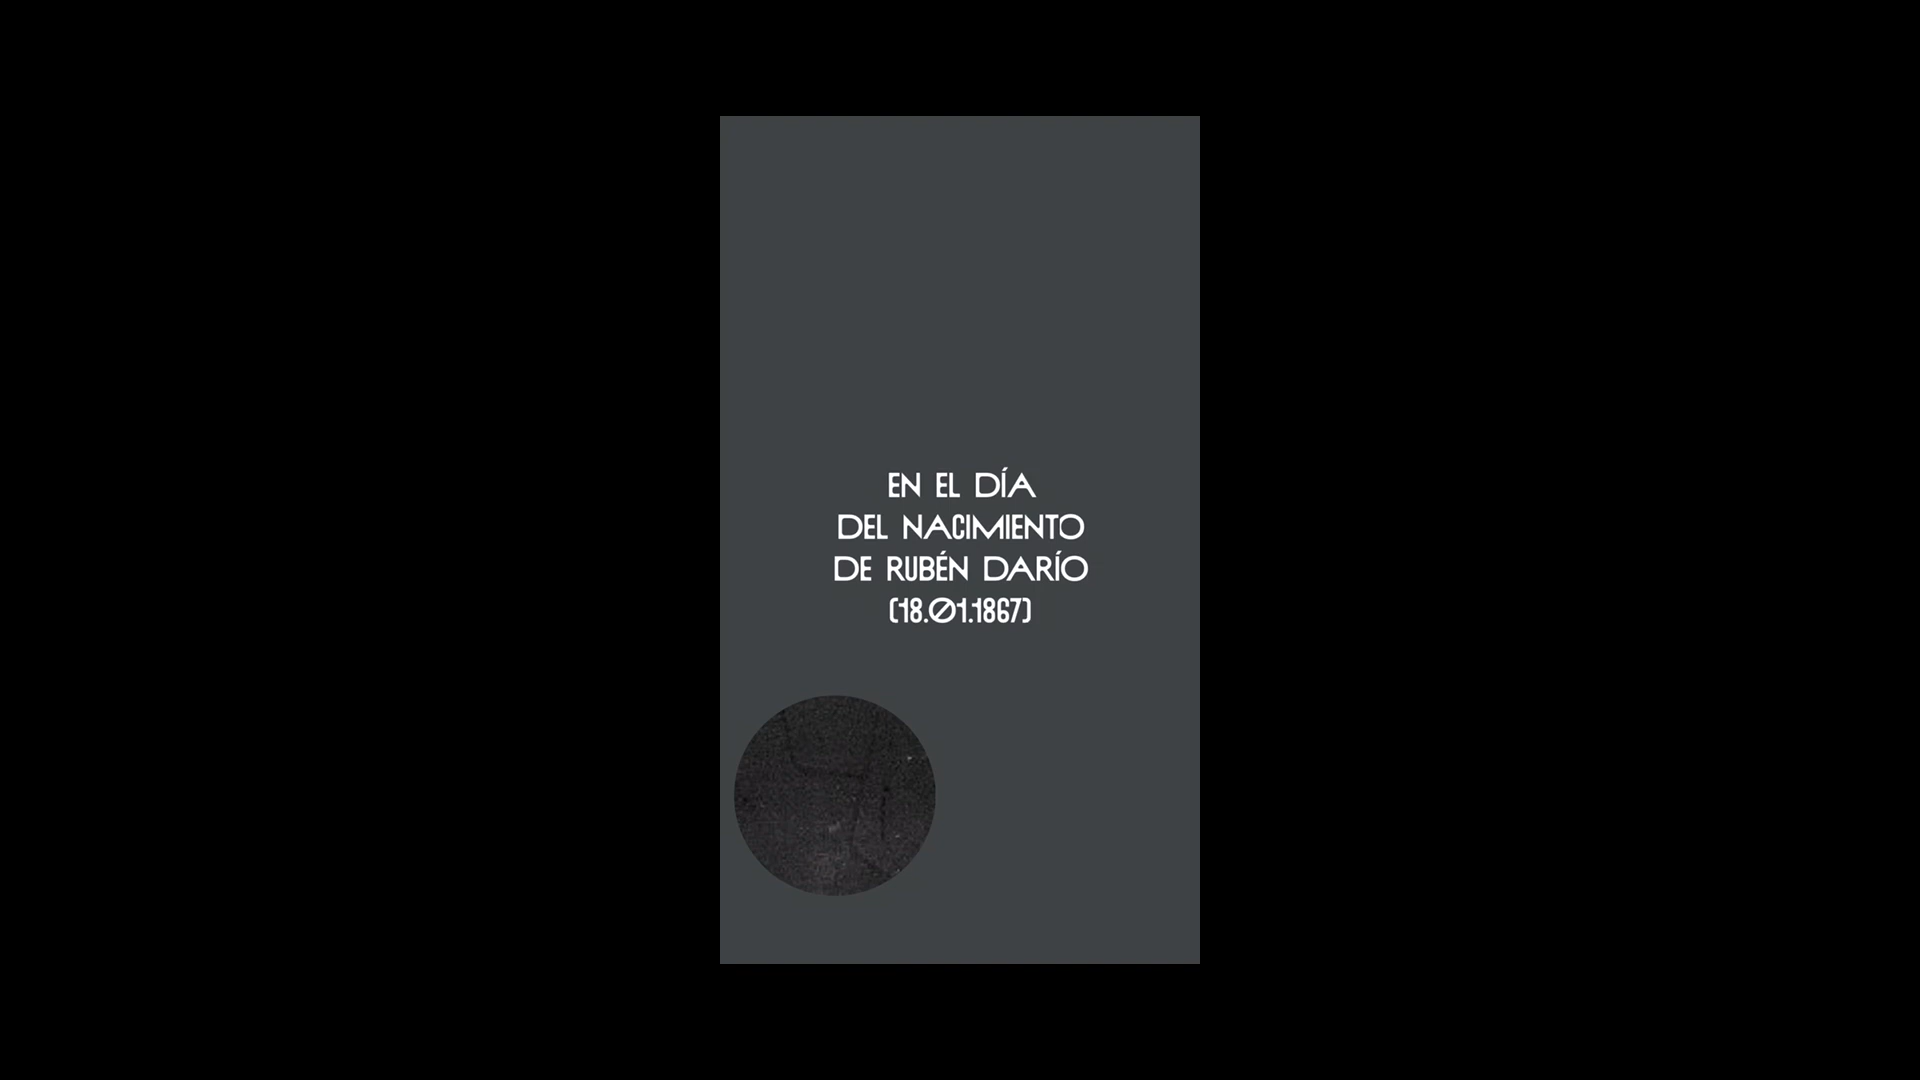 EN EL DÍA
DEL NACIMIENTO
DE RUBÉN DARÍO
(18.01.1867)